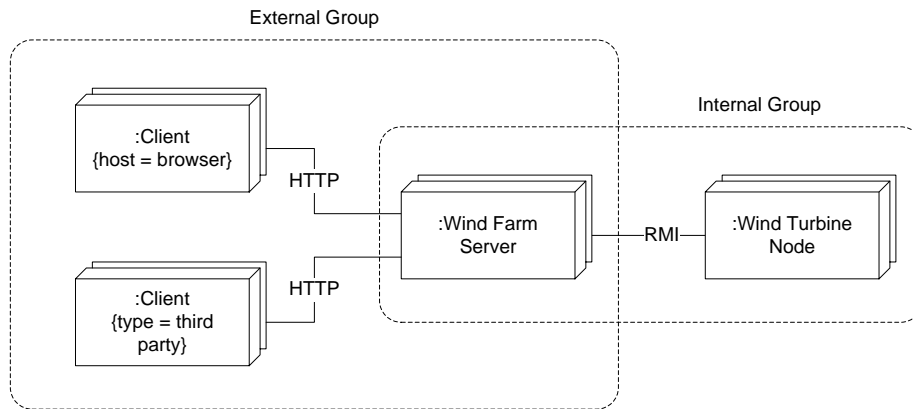 External Group
Internal Group
:Client
{host = browser}
HTTP
:Wind Farm
Server
RMI
:Wind Turbine
Node
HTTP
:Client
{type = third
party}